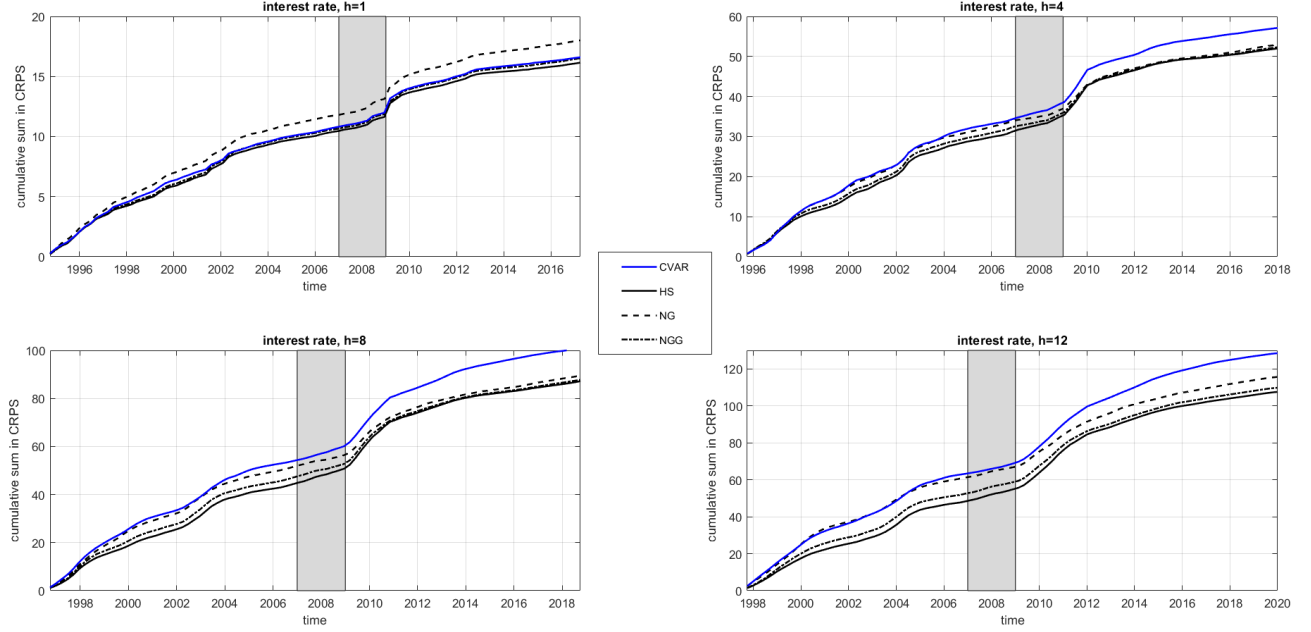 interest rate, h=1
20
15
10
5
0
cumulative sum in CRPS
1996 1998 2000 2002 2004 2006 2008 2010 2012 2014 2016
time
interest rate, h=4
60
50
40
30
20
10
0
cumulative sum in CRPS
1996 1998 2000 2002 2004 2006 2008 2010 2012 2014 2016 2018
time
CVAR
HS
NG
NGG
interest rate, h=8
100
80
60
40
20
0
cumulative sum in CRPS
1998 2000 2002 2004 2006 2008 2010 2012 2014 2016 2018
time
interest rate, h=12
120
100
80
60
40
20
0
cumulative sum in CRPS
1998 2000 2002 2004 2006 2008 2010 2012 2014 2016 2018 2020
time